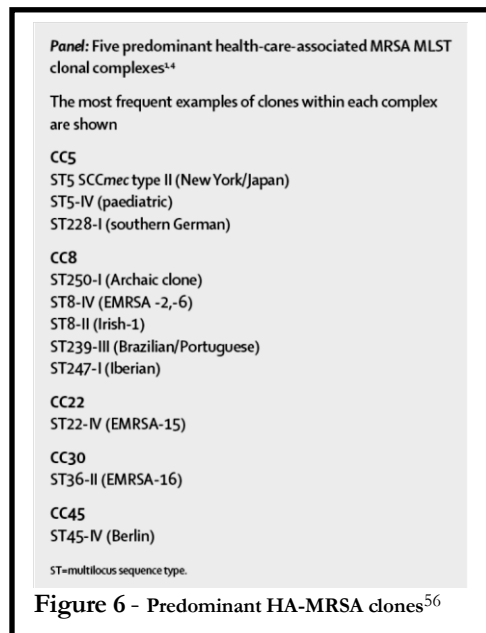 Panel: Five predominant health-care-associated MRSA MLST
clonal complexes¹⁴
The most frequent examples of clones within each complex
are shown
CC5
ST5 SCCmec type II (New York/Japan)
ST5-IV (paediatric)
ST228-I (southern German)
CC8
ST250-I (Archaic clone)
ST8-IV (EMRSA -2,-6)
ST8-II (Irish-1)
ST239-III (Brazilian/Portuguese)
ST247-I (Iberian)
CC22
ST22-IV (EMRSA-15)
CC30
ST36-II (EMRSA-16)
CC45
ST45-IV (Berlin)
ST=multilocus sequence type.
Figure 6 - Predominant HA-MRSA clones⁵⁶